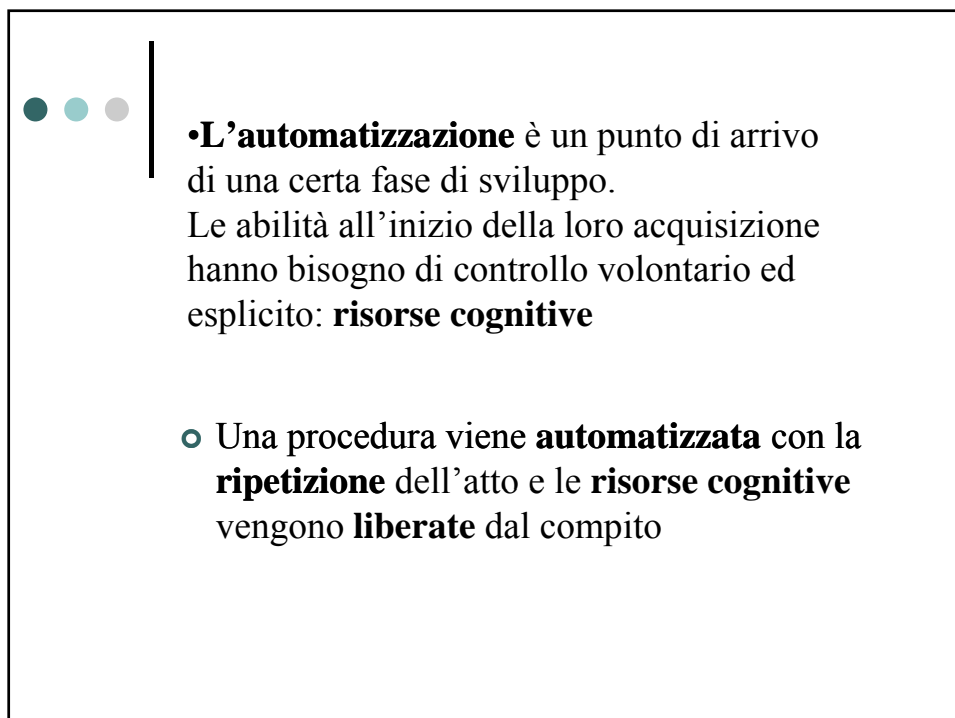 •L’automatizzazione è un punto di arrivo
di una certa fase di sviluppo.
Le abilità all’inizio della loro acquisizione
hanno bisogno di controllo volontario ed
esplicito: risorse cognitive
Una procedura viene automatizzata con la
ripetizione dell’atto e le risorse cognitive
vengono liberate dal compito